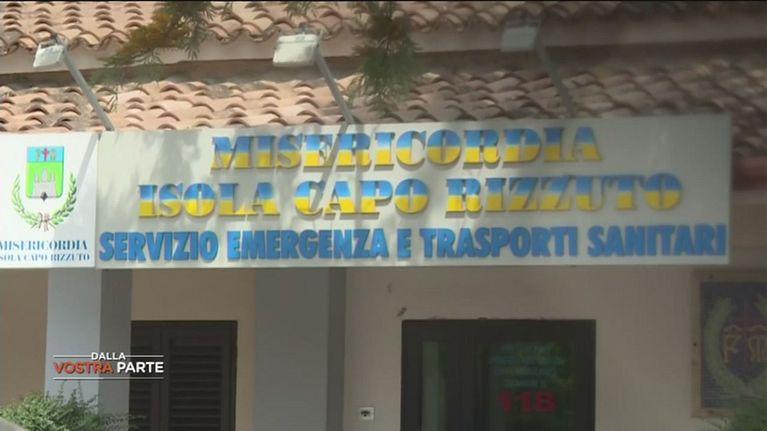 MISERICORDIA
ISOLA CAPO RIZZUTO
SERVIZIO EMERGENZA E TRASPORTI SANITARI
MISERICORDIA
ISOLA CAPO RIZZUTO
118
DALLA
VOSTRA PARTE